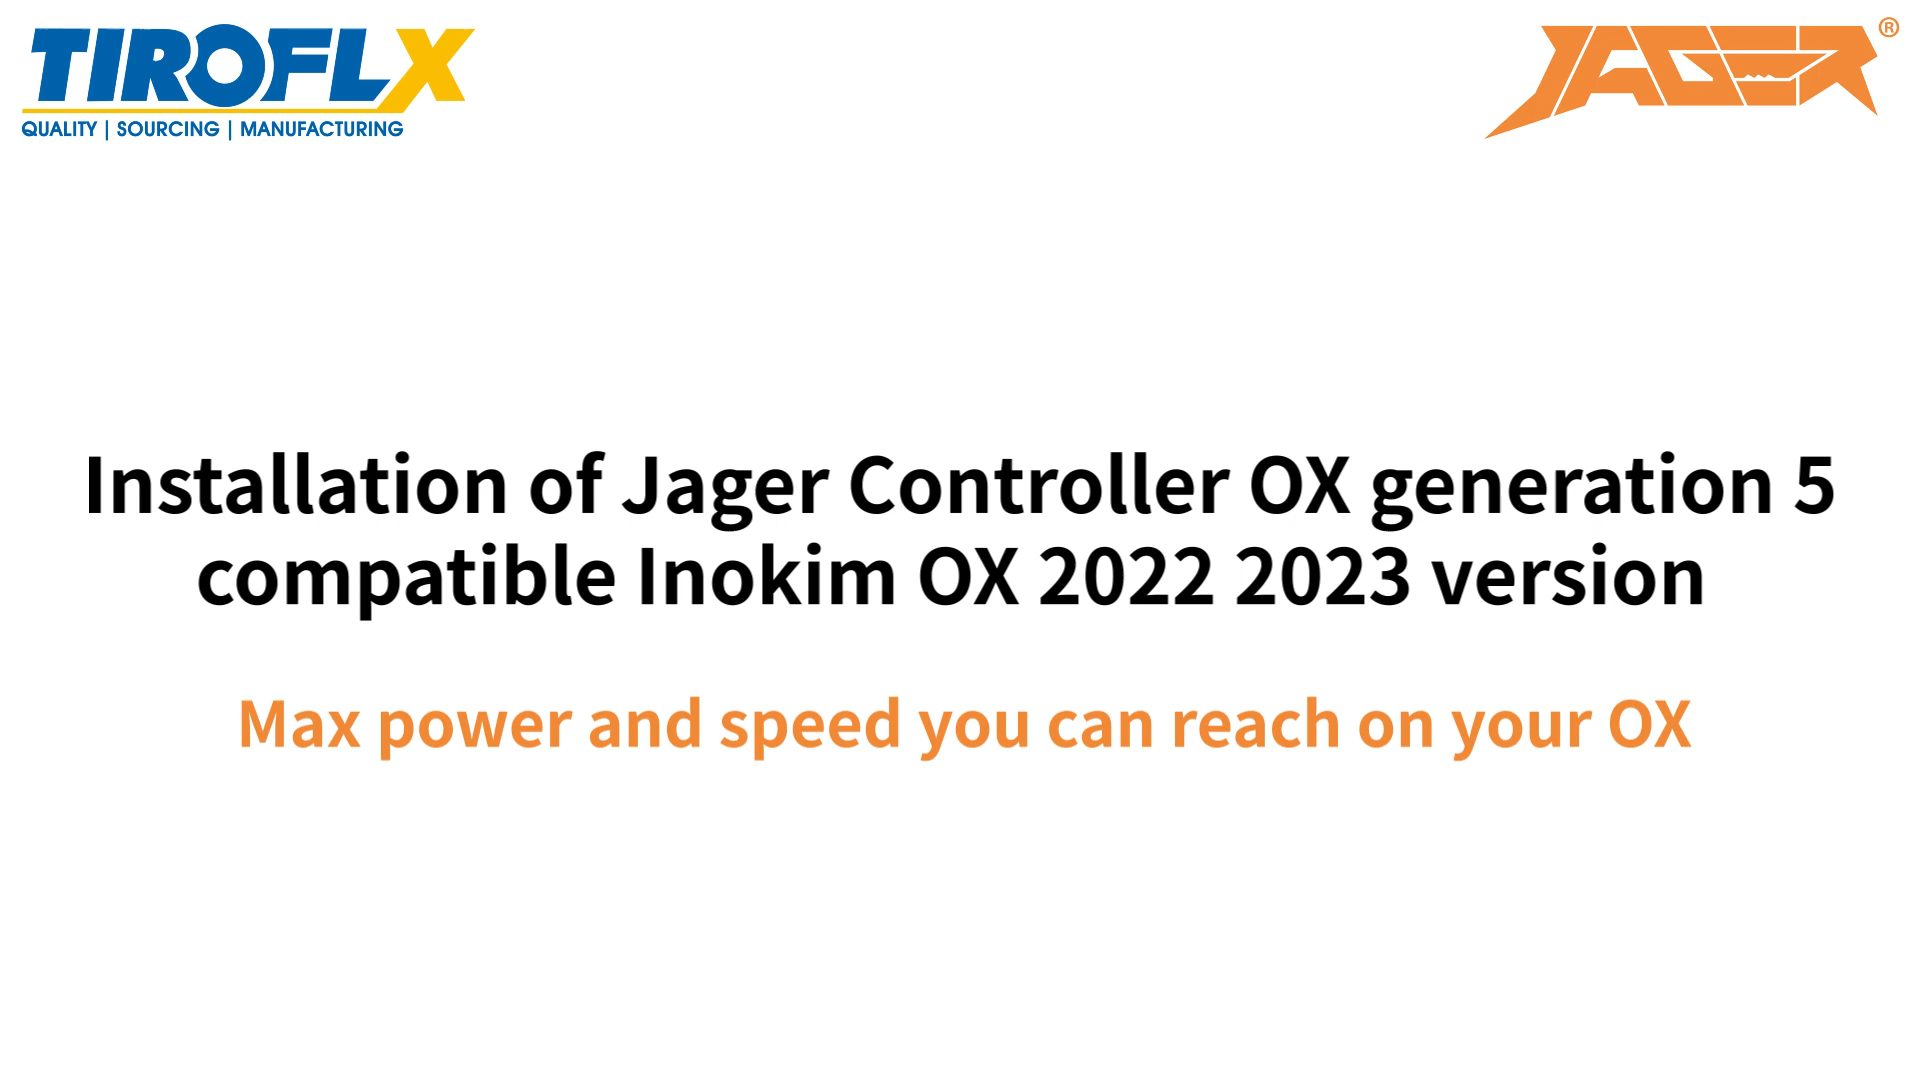 TIROFLX
QUALITY | SOURCING | MANUFACTURING
JAGER®
Installation of Jager Controller OX generation 5
compatible Inokim OX 2022 2023 version
Max power and speed you can reach on your OX